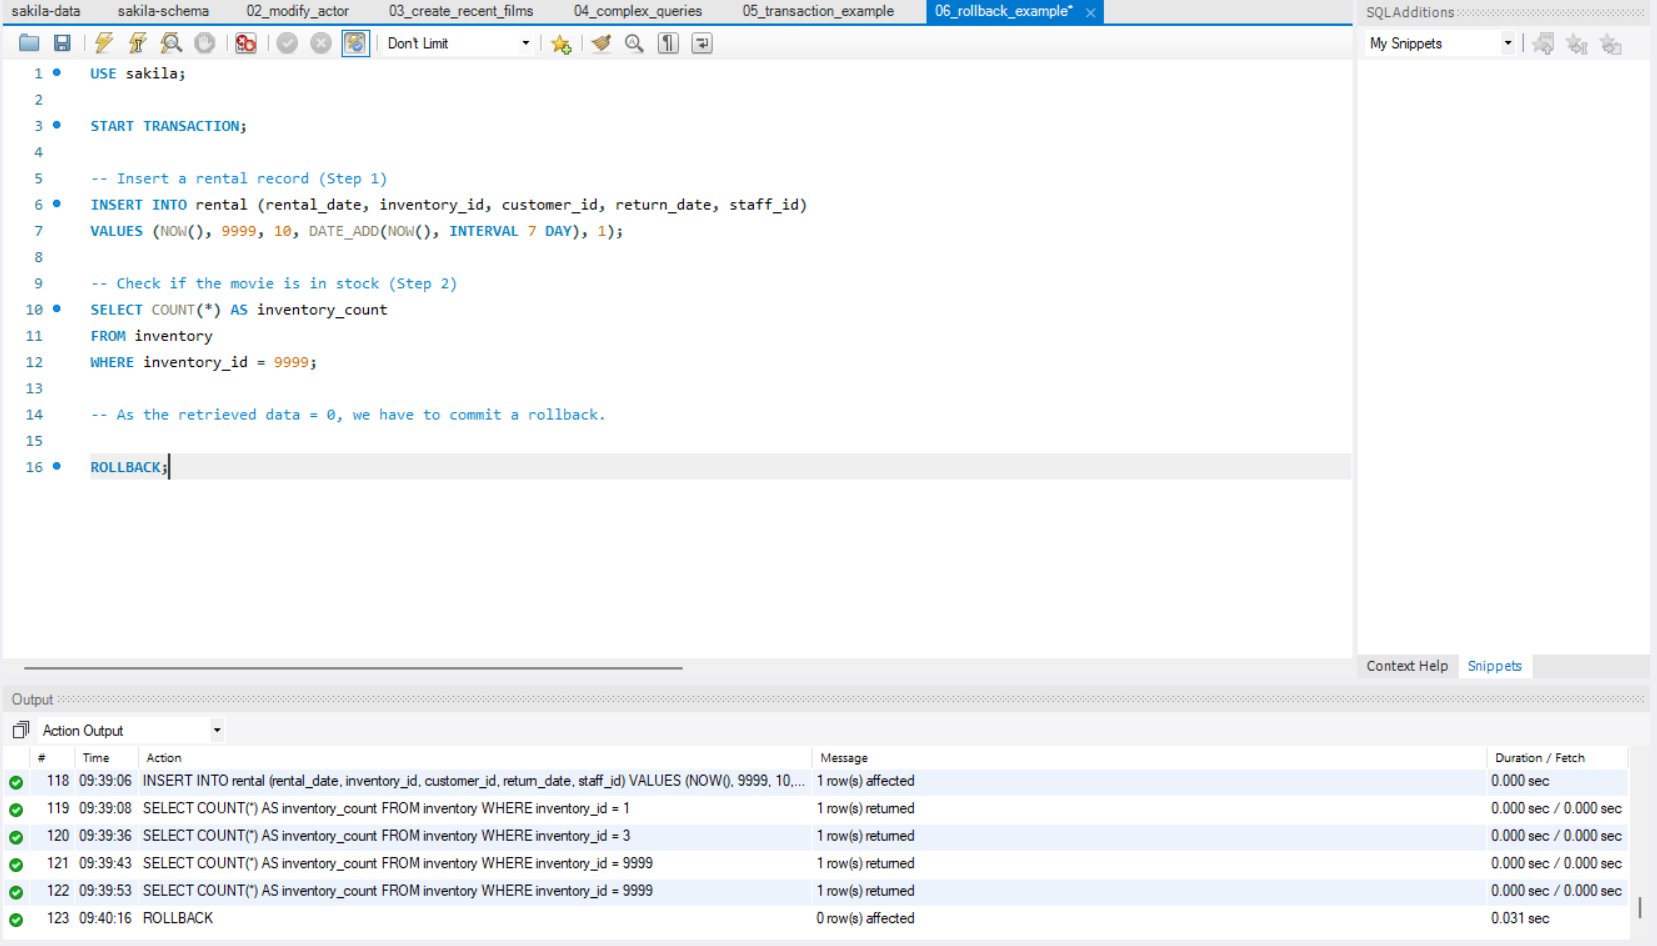 sakila-data sakila-schema 02_modify_actor 03_create_recent_films 04_complex_queries 05_transaction_example 06_rollback_example*
SQLAdditions
Don't Limit
My Snippets
1 USE sakila;
2
3 START TRANSACTION;
4
5 -- Insert a rental record (Step 1)
6 INSERT INTO rental (rental_date, inventory_id, customer_id, return_date, staff_id)
7 VALUES (NOW(), 9999, 10, DATE_ADD(NOW(), INTERVAL 7 DAY), 1);
8
9 -- Check if the movie is in stock (Step 2)
10 SELECT COUNT(*) AS inventory_count
11 FROM inventory
12 WHERE inventory_id = 9999;
13
14 -- As the retrieved data = 0, we have to commit a rollback.
15
16 ROLLBACK;
Context Help Snippets
Output
Action Output
# Time Action Message Duration / Fetch
118 09:39:06 INSERT INTO rental (rental_date, inventory_id, customer_id, return_date, staff_id) VALUES (NOW(), 9999, 10,... 1 row(s) affected 0.000 sec
119 09:39:08 SELECT COUNT(*) AS inventory_count FROM inventory WHERE inventory_id = 1 1 row(s) returned 0.000 sec / 0.000 sec
120 09:39:36 SELECT COUNT(*) AS inventory_count FROM inventory WHERE inventory_id = 3 1 row(s) returned 0.000 sec / 0.000 sec
121 09:39:43 SELECT COUNT(*) AS inventory_count FROM inventory WHERE inventory_id = 9999 1 row(s) returned 0.000 sec / 0.000 sec
122 09:39:53 SELECT COUNT(*) AS inventory_count FROM inventory WHERE inventory_id = 9999 1 row(s) returned 0.000 sec / 0.000 sec
123 09:40:16 ROLLBACK 0 row(s) affected 0.031 sec